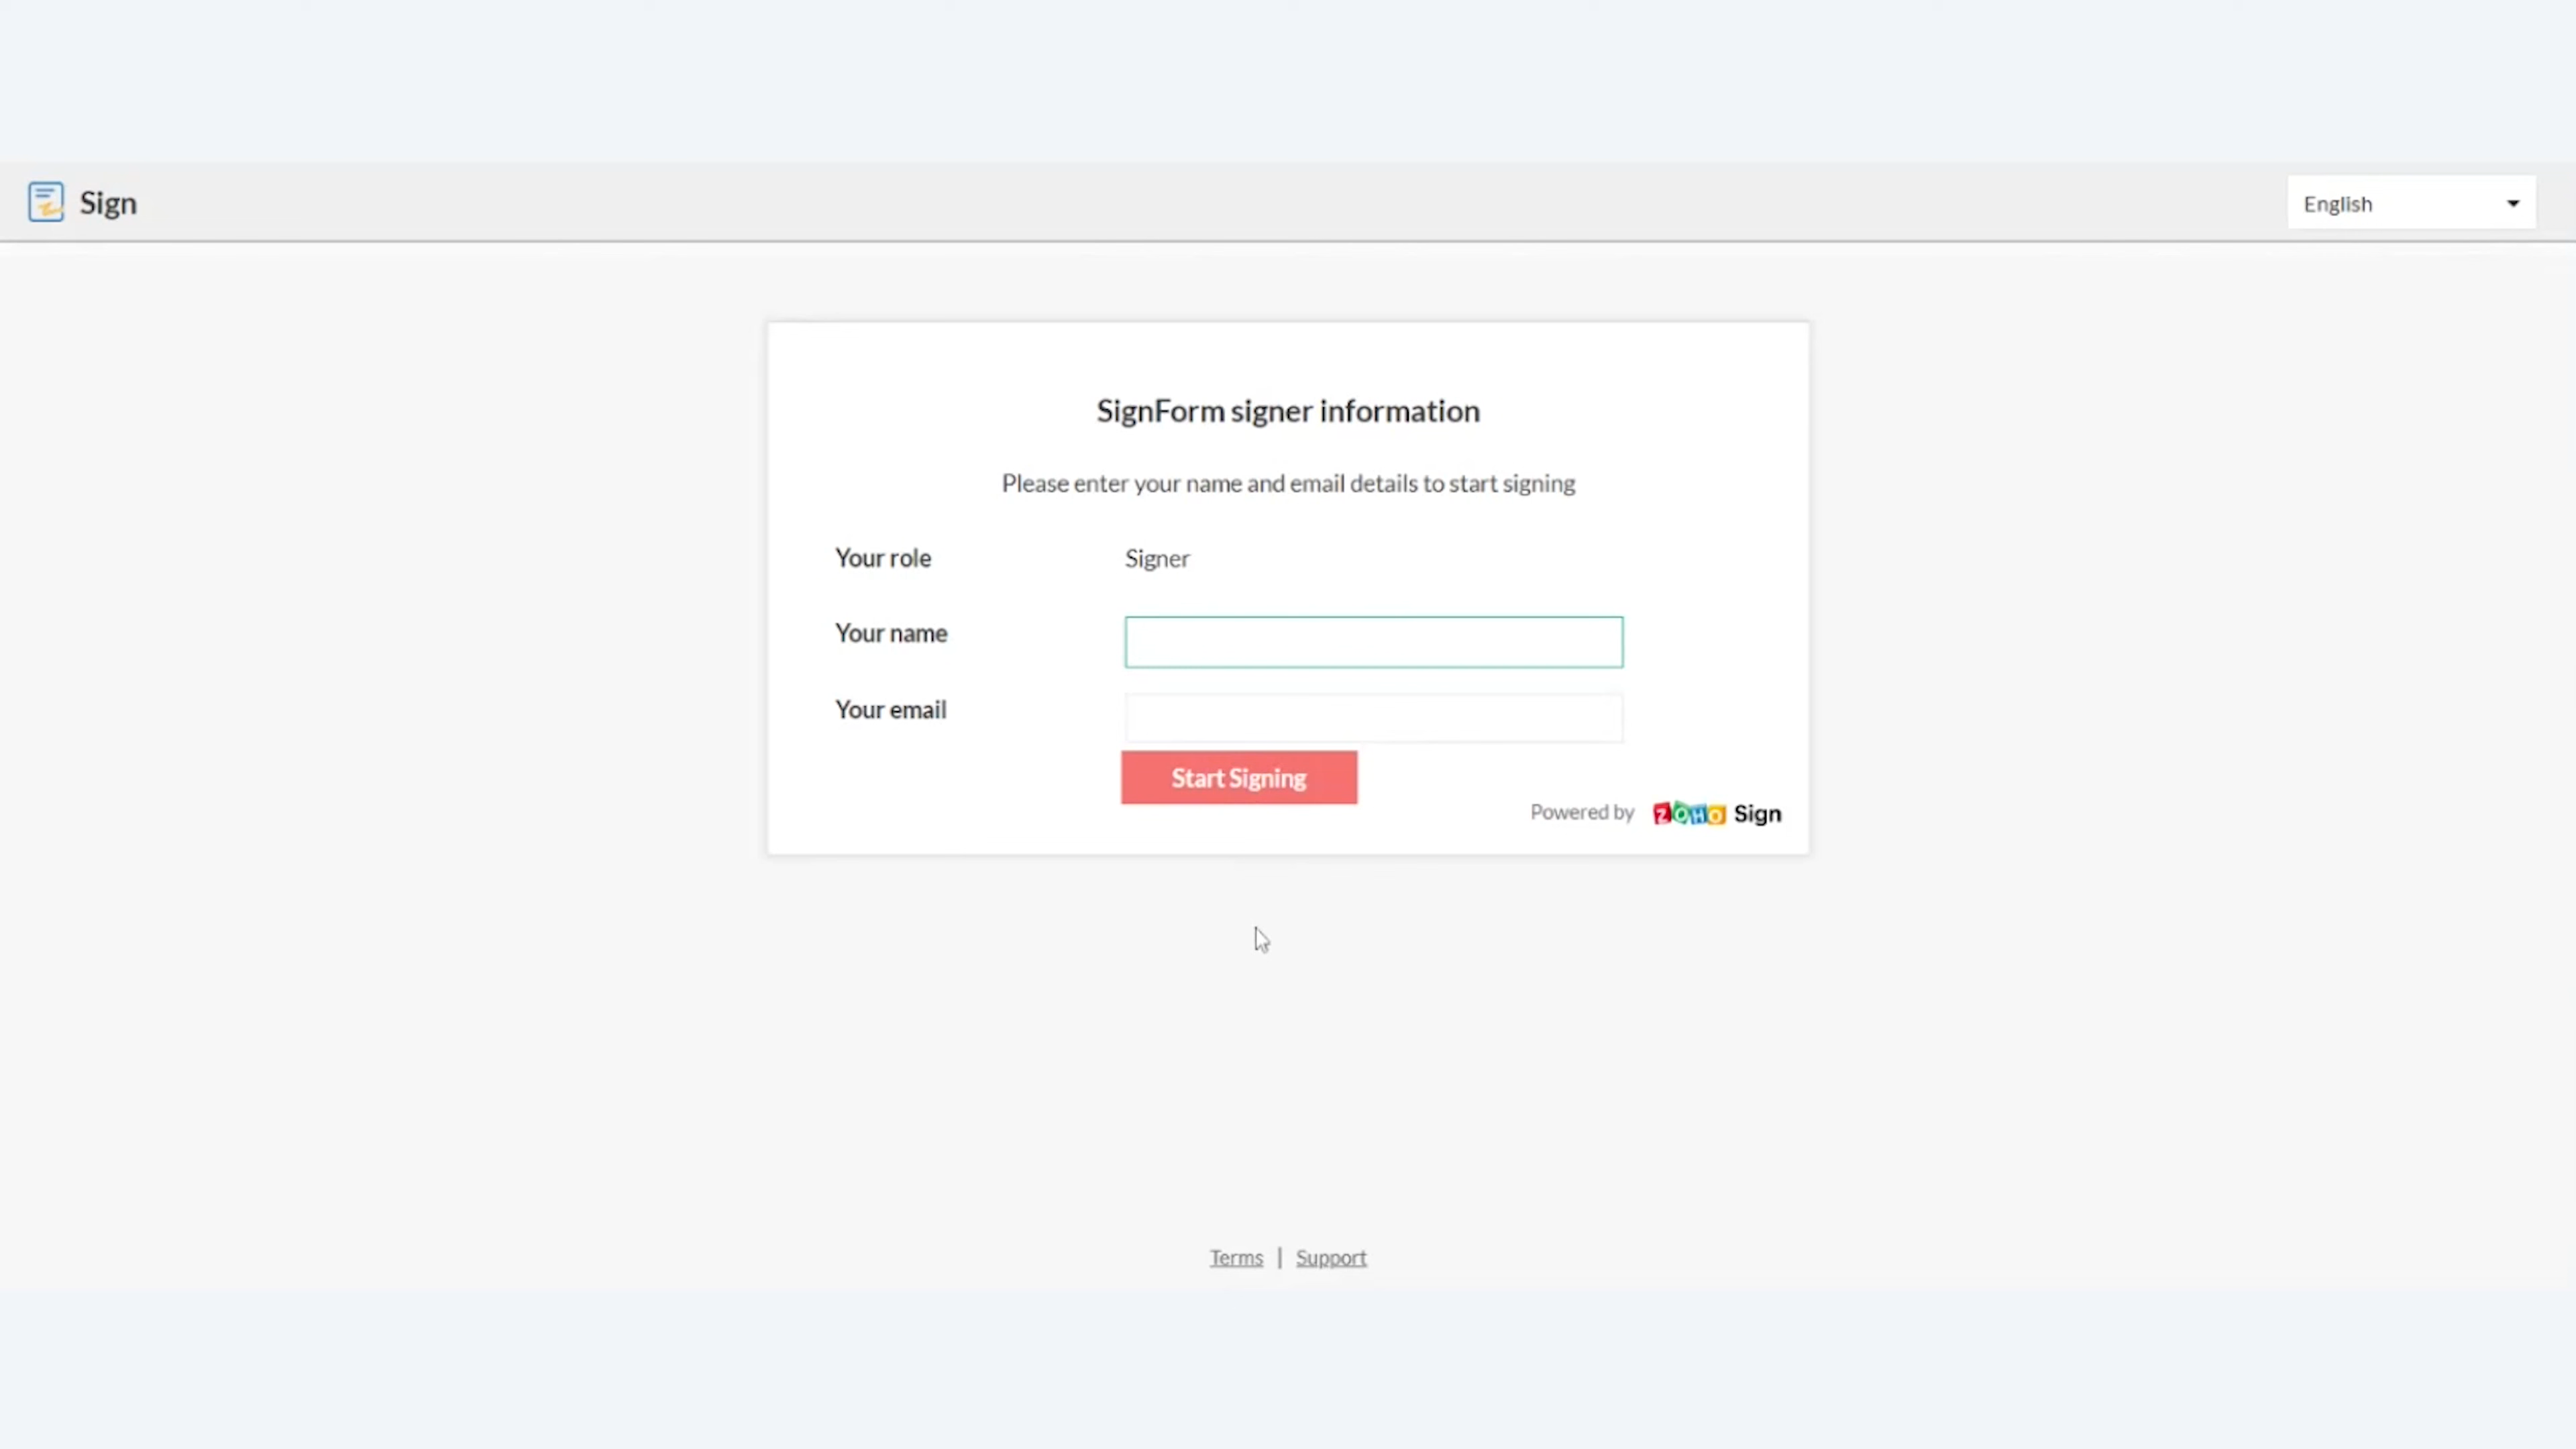 Sign
English
SignForm signer information
Please enter your name and email details to start signing
Your role Signer
Your name
Your email
Start Signing
Powered by ZOHO Sign
Terms | Support